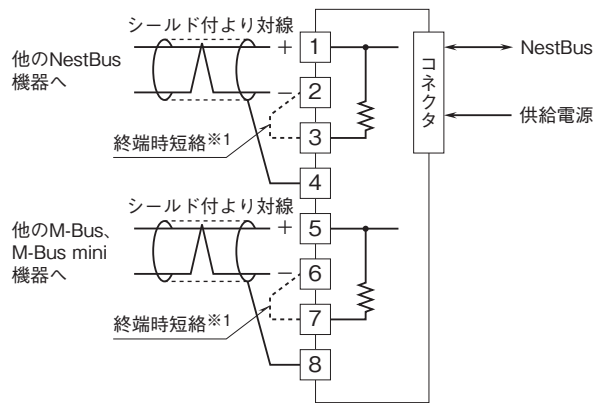 シールド付より対線
他のNestBus
機器へ
+
−
1
2
3
4
終端時短絡※1
コネクタ
NestBus
供給電源
シールド付より対線
他のM-Bus、
M-Bus mini
機器へ
+
−
5
6
7
8
終端時短絡※1